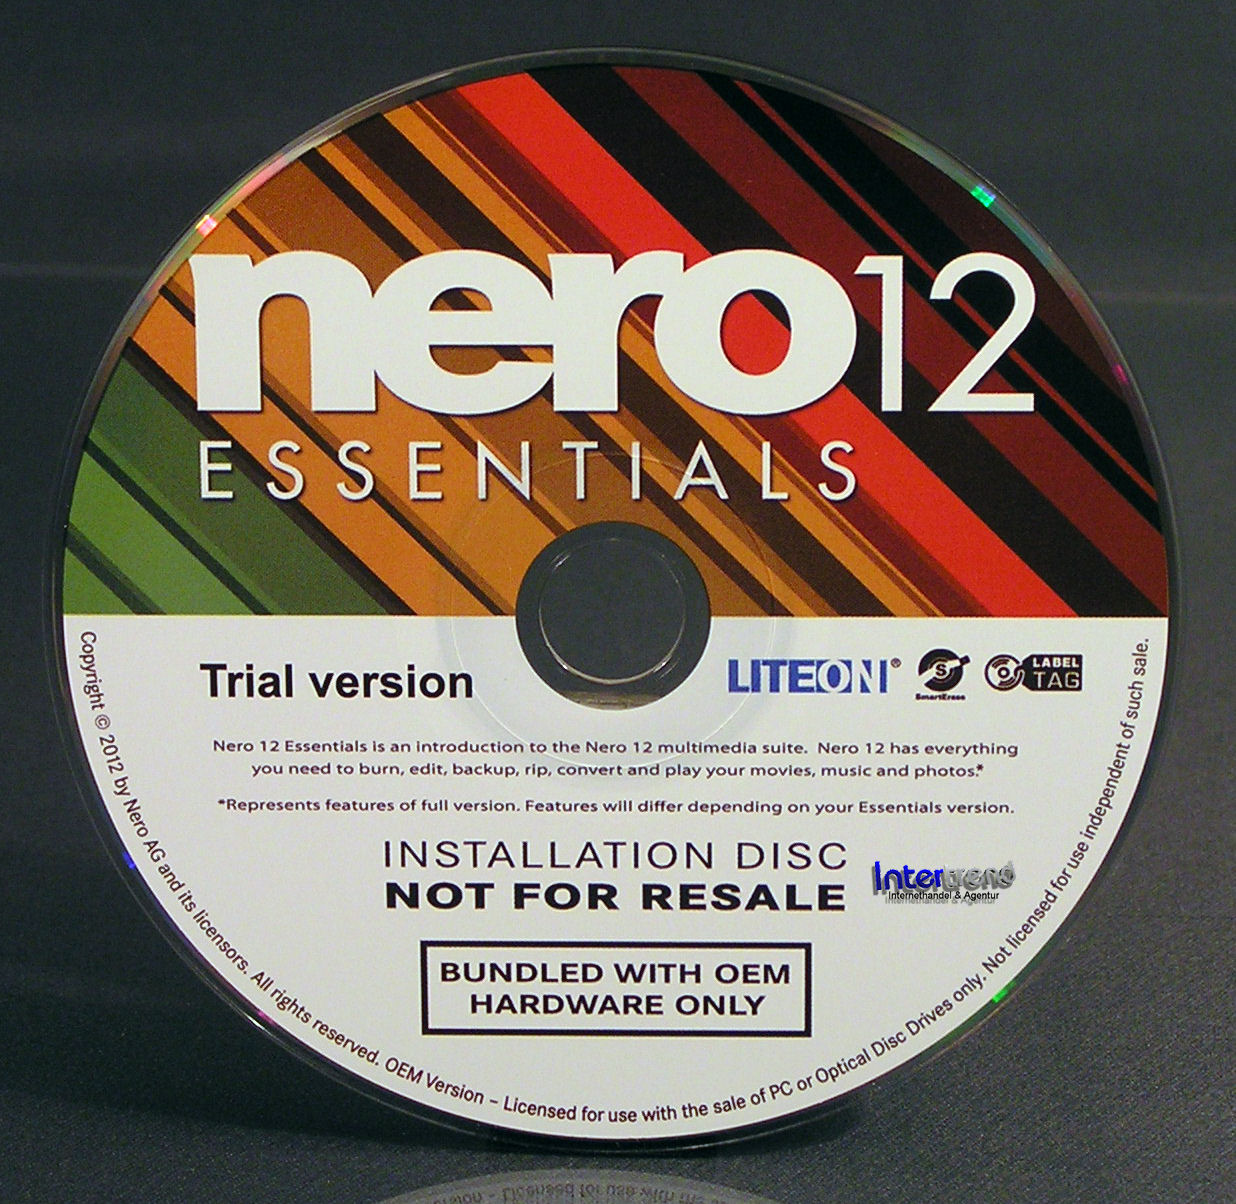 nero12
ESSENTIALS
Trial version
LITEON®
SmartErase
LABEL
TAG
Nero 12 Essentials is an introduction to the Nero 12 multimedia suite. Nero 12 has everything
you need to burn, edit, backup, rip, convert and play your movies, music and photos.*
*Represents features of full version. Features will differ depending on your Essentials version.
INSTALLATION DISC
NOT FOR RESALE
Intertrend
Internethandel & Agentur
BUNDLED WITH OEM
HARDWARE ONLY
Copyright © 2012 by Nero AG and its licensors. All rights reserved. OEM Version – Licensed for use with the sale of PC or Optical Disc Drives only. Not licensed for use independent of such sale.